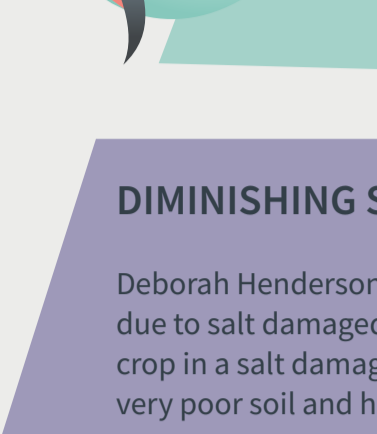 DIMINISHING S
Deborah Henderson
due to salt damaged
crop in a salt damag
very poor soil and h